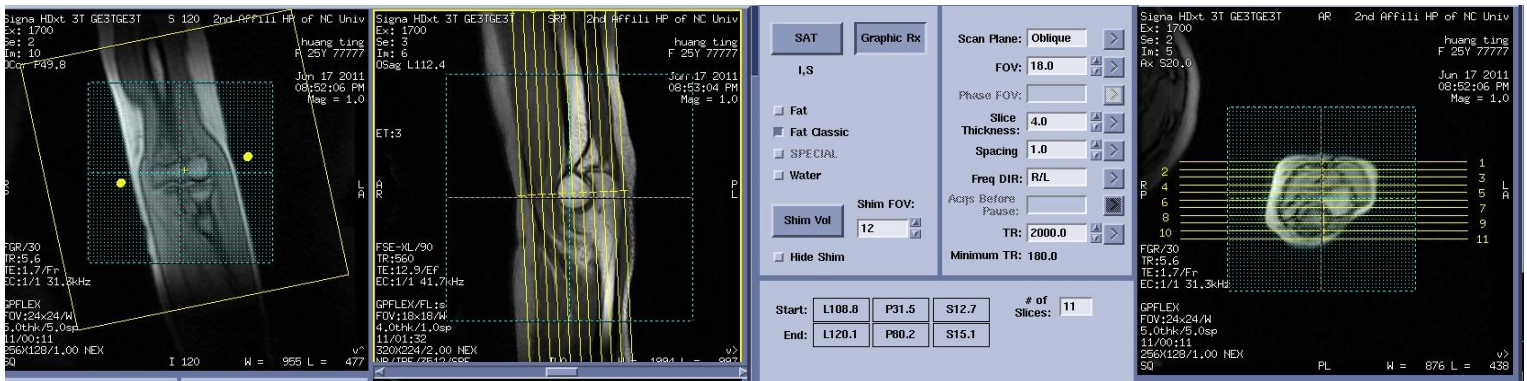 Signa HDxt 3T GE3TGE3T S 120 2nd Affili HP of NC Univ
Ex: 1700
Se: 2
Im: 10
OCor P49.8
huang ting
F 25Y 77777
Jun 17 2011
08:52:06 PM
Mag = 1.0
R
P
L
A
FGR/30
TR:5.6
TE:1.7/Fr
EC:1/1 31.3kHz
GPFLEX
FOV:24x24/W
5.0thk/5.0sp
11/00:11
256X128/1.00 NEX
SQ
I 120
W = 955 L = 477
v^
Signa HDxt 3T GE3TGE3T SRP 2nd Affili HP of NC Univ
Ex: 1700
Se: 3
Im: 6
OSag L112.4
huang ting
F 25Y 77777
Jun 17 2011
08:53:04 PM
Mag = 1.0
ET:3
A
R
P
L
FSE-XL/90
TR:560
TE:12.9/Ef
EC:1/1 41.7kHz
GPFLEX/FL:s
FOV:18x18/W
4.0thk/1.0sp
11/01:32
320X224/2.00 NEX
W = 1994 L = 997
v>
SAT
Graphic Rx
I,S
Fat
Fat Classic
SPECIAL
Water
Shim Vol
Shim FOV:
12
Hide Shim
Scan Plane: Oblique
FOV: 18.0
Phase FOV:
Slice Thickness: 4.0
Spacing 1.0
Freq DIR: R/L
Acqs Before Pause:
TR: 2000.0
Minimum TR: 180.0
Start: L108.8 P31.5 S12.7
End: L120.1 P80.2 S15.1
# of Slices: 11
Signa HDxt 3T GE3TGE3T AR 2nd Affili HP of NC Univ
Ex: 1700
Se: 2
Im: 5
Ax S20.0
huang ting
F 25Y 77777
Jun 17 2011
08:52:06 PM
Mag = 1.0
1
2
3
4
5
6
7
8
9
10
11
R
P
L
A
FGR/30
TR:5.6
TE:1.7/Fr
EC:1/1 31.3kHz
GPFLEX
FOV:24x24/W
5.0thk/5.0sp
11/00:11
256X128/1.00 NEX
SQ
PL
W = 876 L = 438
v>